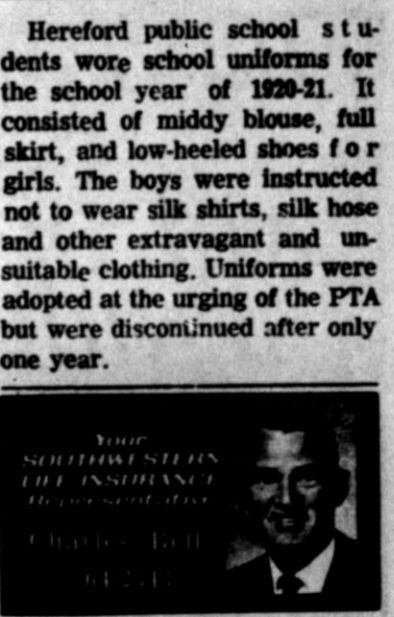 Hereford public school stu-
dents wore school uniforms for
the school year of 1920-21. It
consisted of middy blouse, full
skirt, and low-heeled shoes for
girls. The boys were instructed
not to wear silk shirts, silk hose
and other extravagant and un-
suitable clothing. Uniforms were
adopted at the urging of the PTA
but were discontinued after only
one year.
Your
SOUTHWESTERN
LIFE INSURANCE
Representative
Charles Bell